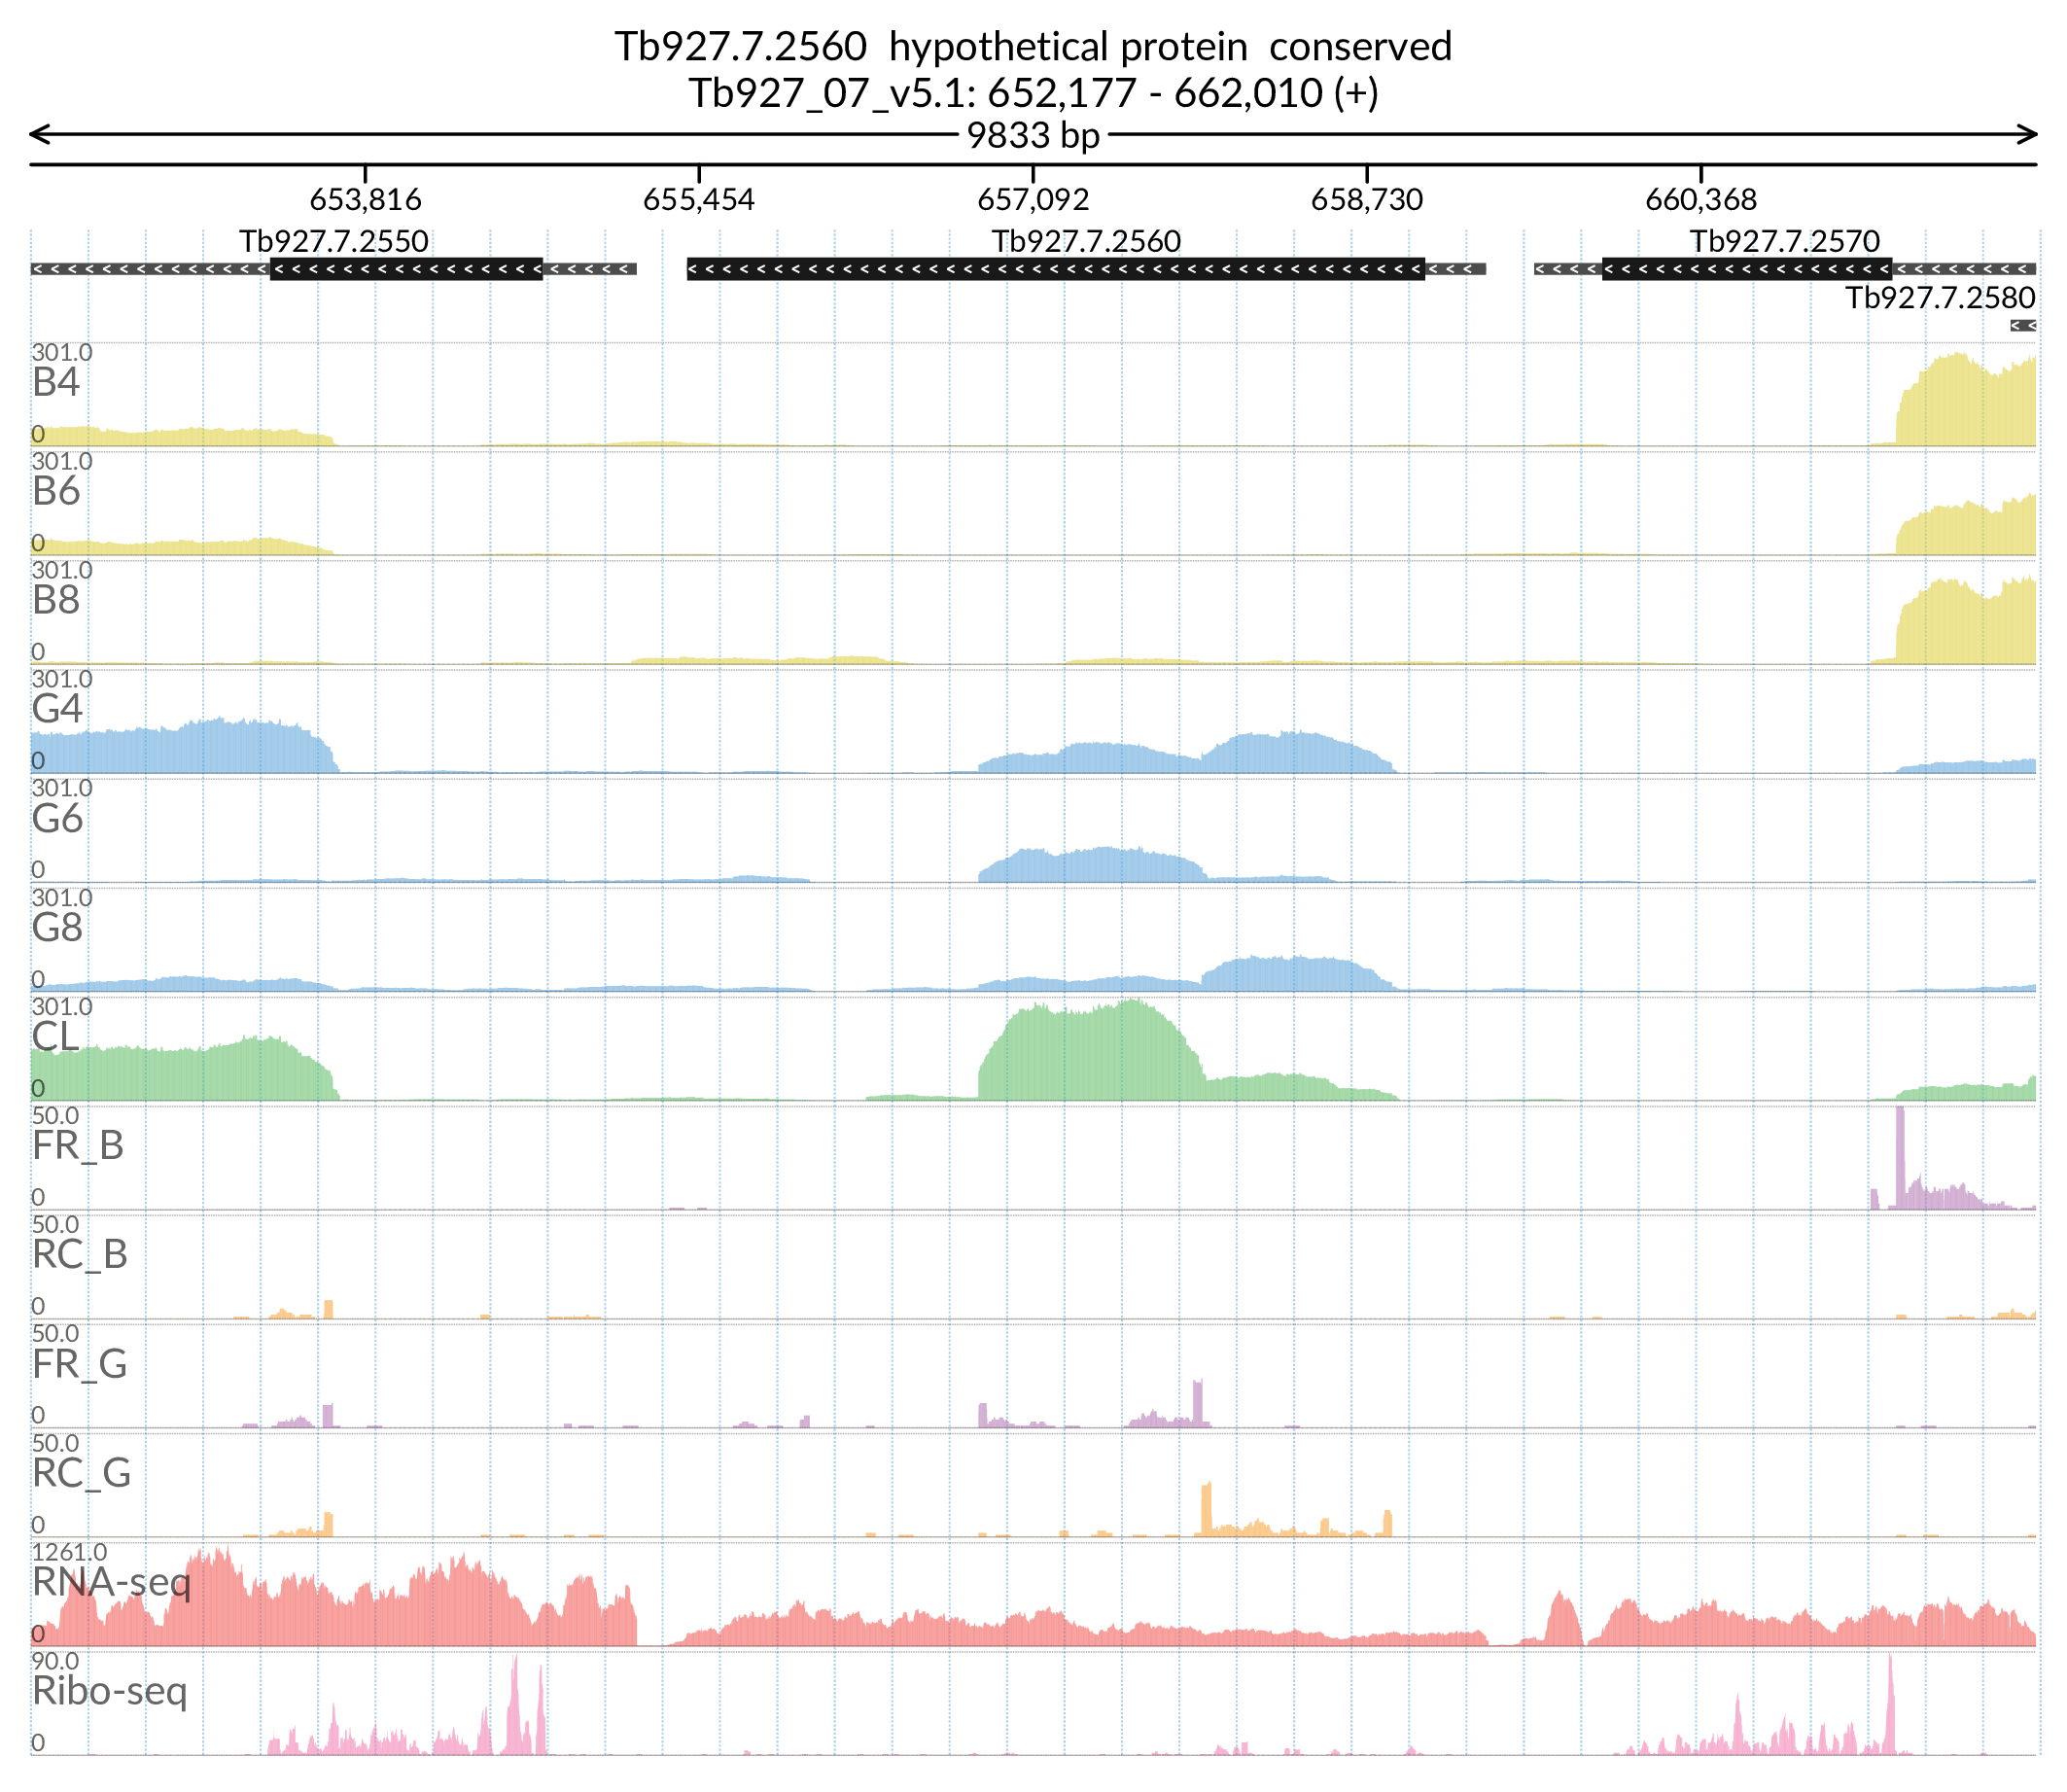 Tb927.7.2560 hypothetical protein conserved
Tb927_07_v5.1: 652,177 - 662,010 (+)
9833 bp
653,816 655,454 657,092 658,730 660,368
Tb927.7.2550 Tb927.7.2560 Tb927.7.2570
Tb927.7.2580
301.0
B4
0
301.0
B6
0
301.0
B8
0
301.0
G4
0
301.0
G6
0
301.0
G8
0
301.0
CL
0
50.0
FR_B
0
50.0
RC_B
0
50.0
FR_G
0
50.0
RC_G
0
1261.0
RNA-seq
0
90.0
Ribo-seq
0